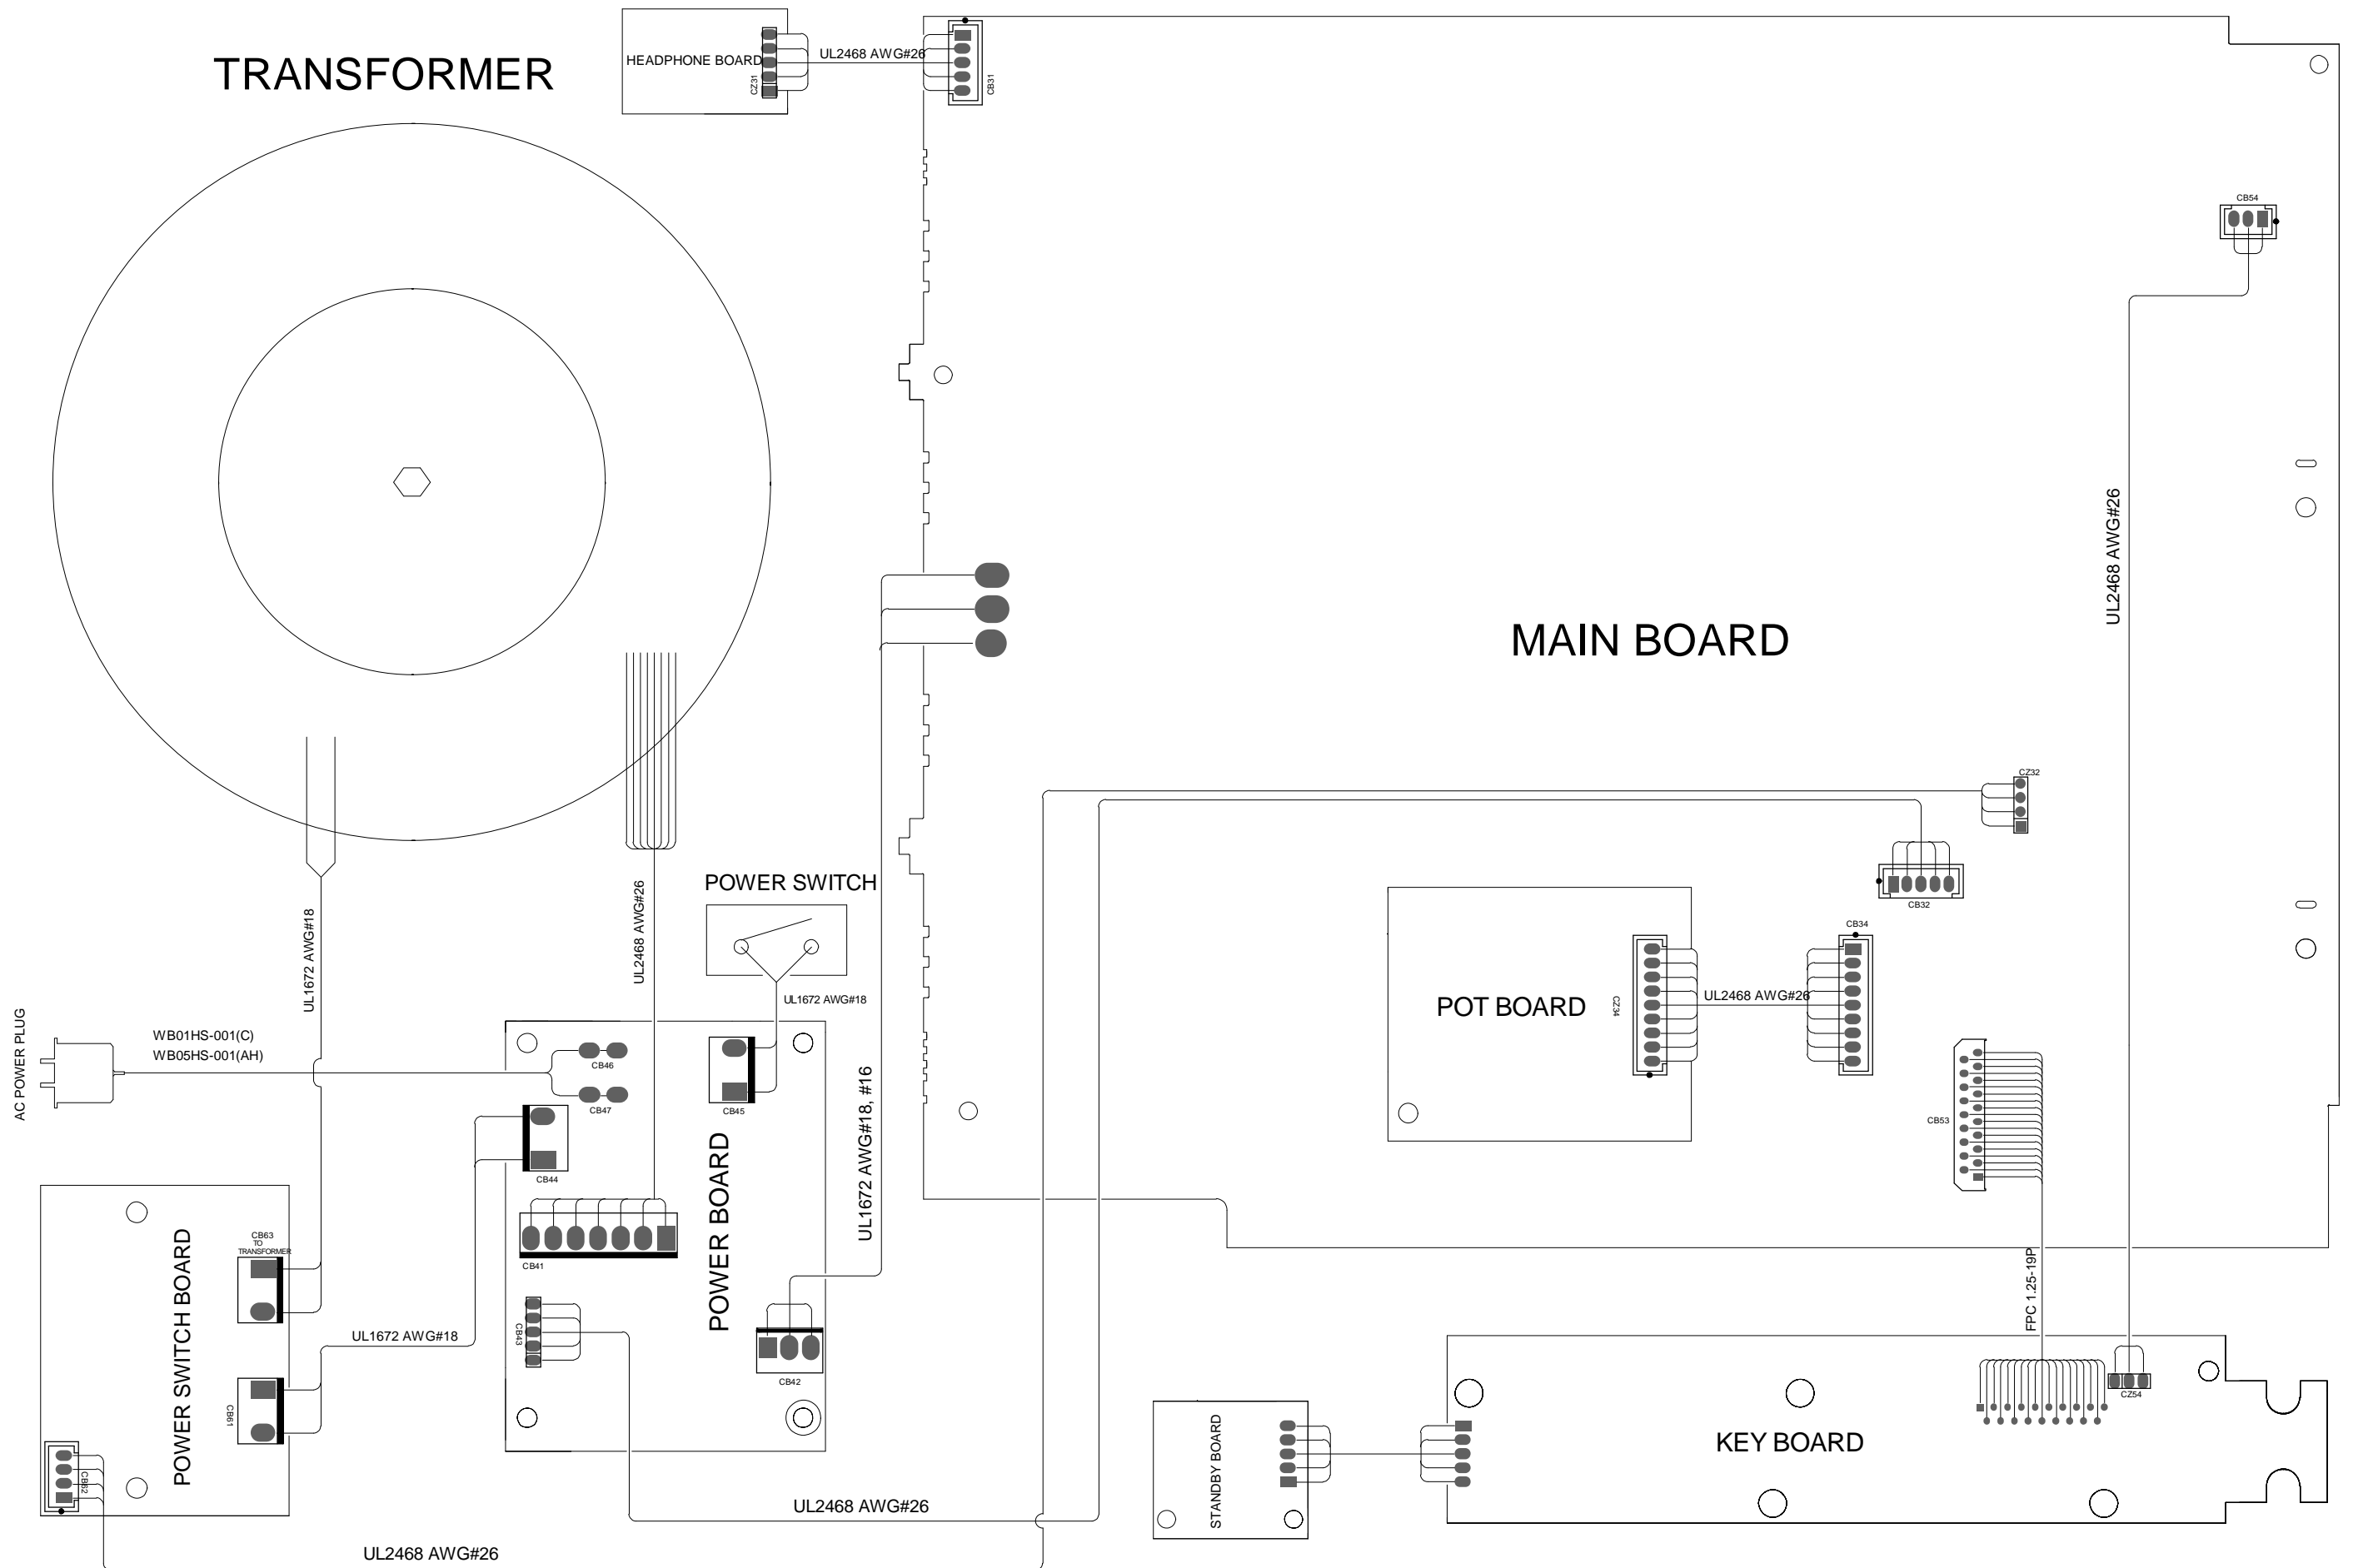 TRANSFORMER
HEADPHONE BOARD
CZ31
UL2468 AWG#26
CB31
CB54
UL2468 AWG#26
MAIN BOARD
CZ32
CB32
CB34
UL2468 AWG#26
CZ34
POT BOARD
CB53
UL1672 AWG#18
UL2468 AWG#26
POWER SWITCH
UL1672 AWG#18
AC POWER PLUG
WB01HS-001(C)
WB05HS-001(AH)
CB46
CB47
CB45
CB44
CB41
POWER BOARD
UL1672 AWG#18, #16
CB63
TO
TRANSFORMER
POWER SWITCH BOARD
UL1672 AWG#18
CB43
CB42
CB61
CB62
UL2468 AWG#26
UL2468 AWG#26
FPC 1.25-19P
CZ54
STANDBY BOARD
KEY BOARD